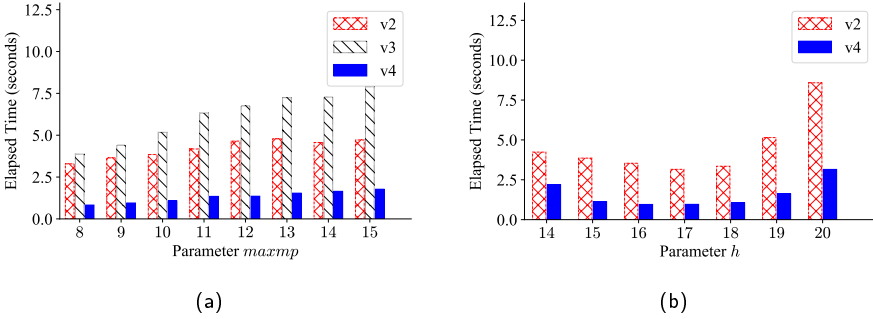 12.5
10.0
7.5
5.0
2.5
0.0
Elapsed Time (seconds)
v2
v3
v4
8 9 10 11 12 13 14 15
Parameter maxmp
(a)
12.5
10.0
7.5
5.0
2.5
0.0
Elapsed Time (seconds)
v2
v4
14 15 16 17 18 19 20
Parameter h
(b)